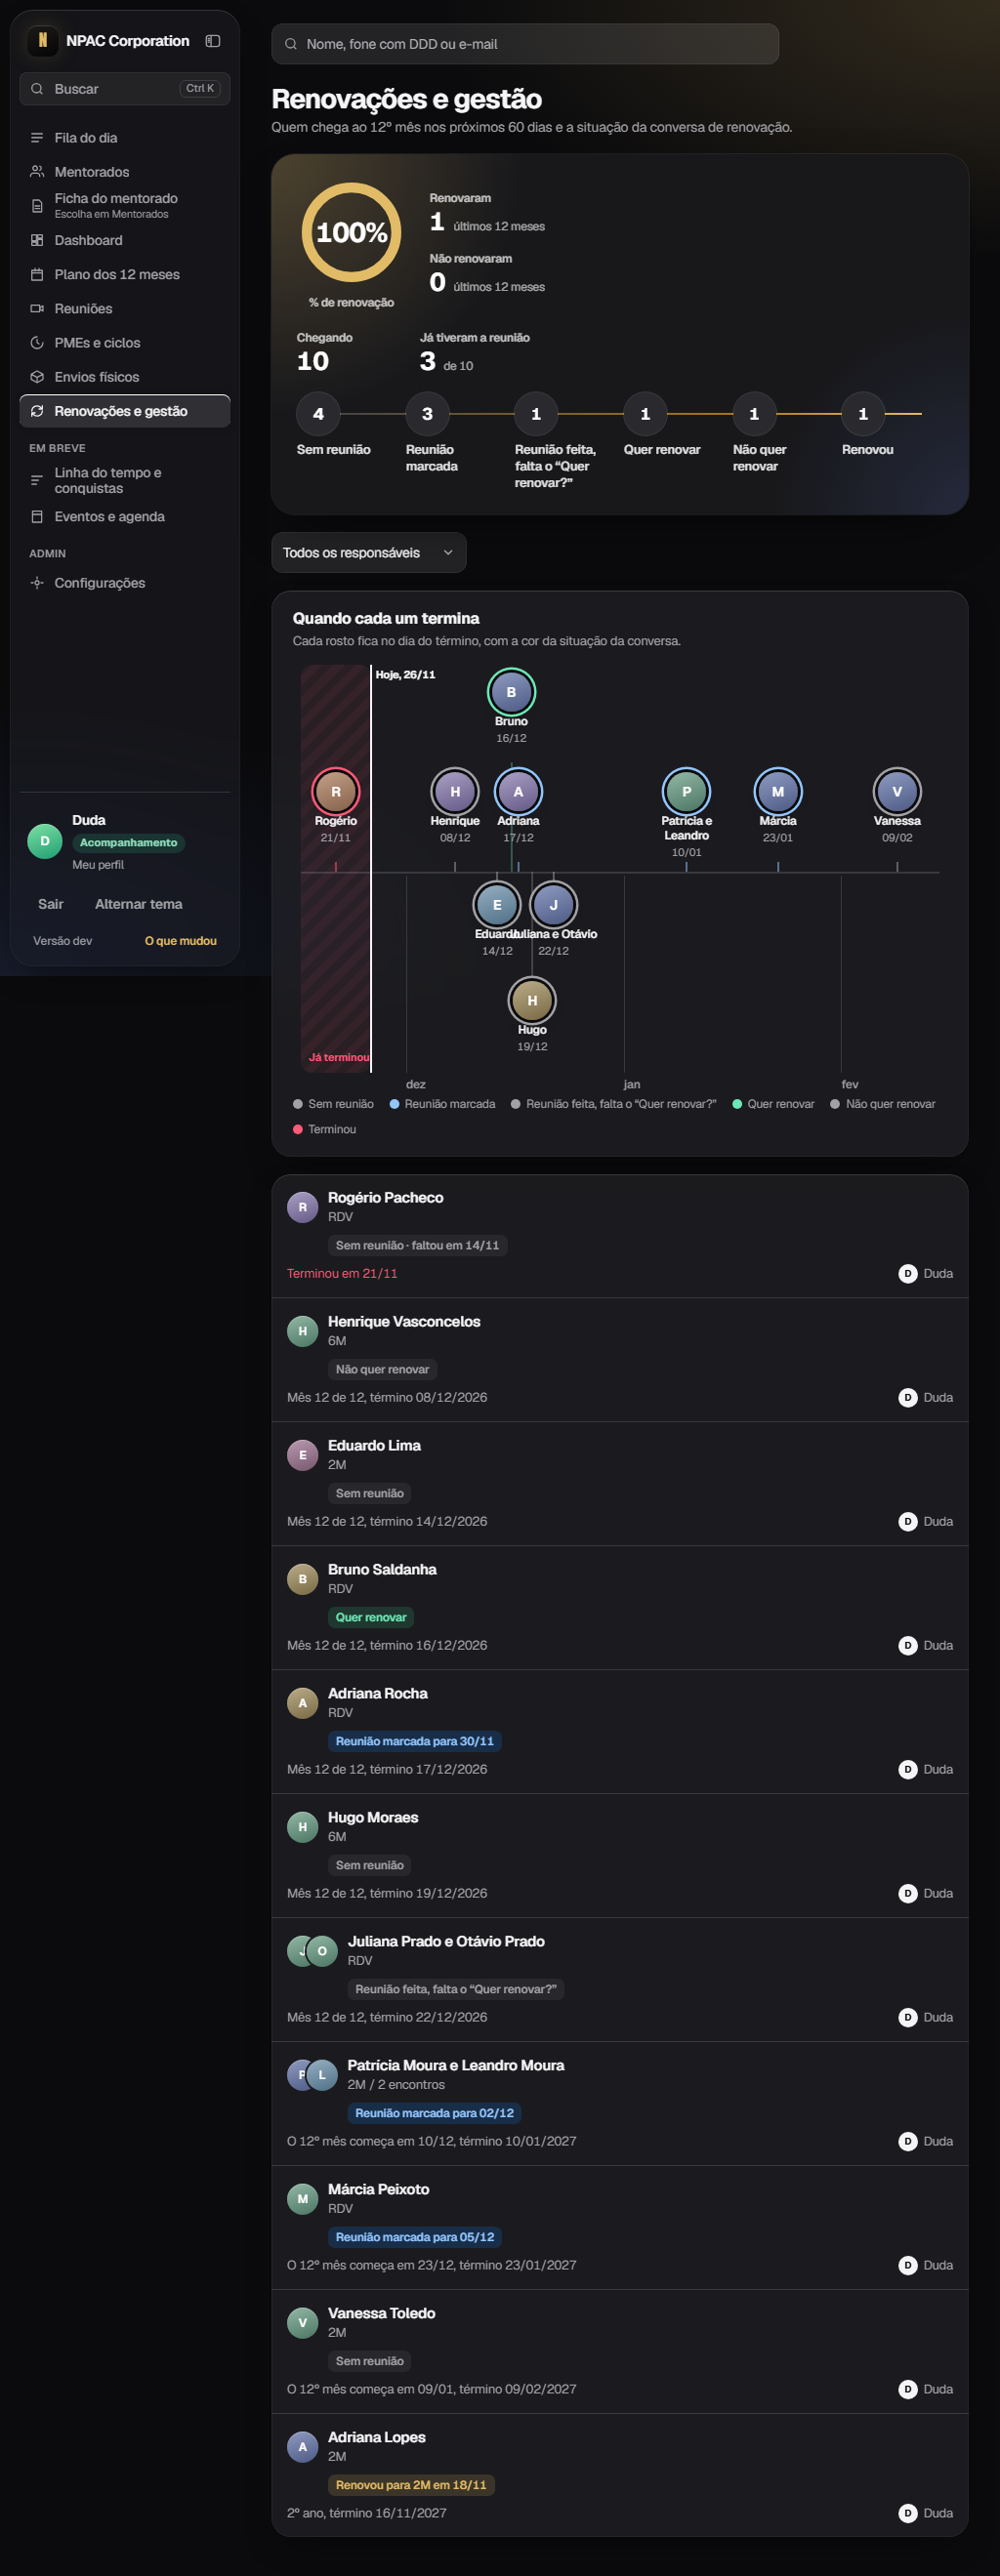 N
NPAC Corporation
Buscar
Ctrl K
Fila do dia
Mentorados
Ficha do mentorado
Escolha em Mentorados
Dashboard
Plano dos 12 meses
Reuniões
PMEs e ciclos
Envios físicos
Renovações e gestão
EM BREVE
Linha do tempo e
conquistas
Eventos e agenda
ADMIN
Configurações
D
Duda
Acompanhamento
Meu perfil
Sair
Alternar tema
Versão dev
O que mudou
Nome, fone com DDD ou e-mail
Renovações e gestão
Quem chega ao 12º mês nos próximos 60 dias e a situação da conversa de renovação.
100%
% de renovação
Renovaram
1 últimos 12 meses
Não renovaram
0 últimos 12 meses
Chegando
10
Já tiveram a reunião
3 de 10
4
Sem reunião
3
Reunião
marcada
1
Reunião feita,
falta o “Quer
renovar?”
1
Quer renovar
1
Não quer
renovar
1
Renovou
Todos os responsáveis
Quando cada um termina
Cada rosto fica no dia do término, com a cor da situação da conversa.
Hoje, 26/11
B
Bruno
16/12
R
Rogério
21/11
H
Henrique
08/12
A
Adriana
17/12
P
Patrícia e
Leandro
10/01
M
Márcia
23/01
V
Vanessa
09/02
E
Eduardo
14/12
J
Juliana e Otávio
22/12
H
Hugo
19/12
Já terminou
dez
jan
fev
Sem reunião
Reunião marcada
Reunião feita, falta o “Quer renovar?”
Quer renovar
Não quer renovar
Terminou
R
Rogério Pacheco
RDV
Sem reunião · faltou em 14/11
Terminou em 21/11
D Duda
H
Henrique Vasconcelos
6M
Não quer renovar
Mês 12 de 12, término 08/12/2026
D Duda
E
Eduardo Lima
2M
Sem reunião
Mês 12 de 12, término 14/12/2026
D Duda
B
Bruno Saldanha
RDV
Quer renovar
Mês 12 de 12, término 16/12/2026
D Duda
A
Adriana Rocha
RDV
Reunião marcada para 30/11
Mês 12 de 12, término 17/12/2026
D Duda
H
Hugo Moraes
6M
Sem reunião
Mês 12 de 12, término 19/12/2026
D Duda
J O
Juliana Prado e Otávio Prado
RDV
Reunião feita, falta o “Quer renovar?”
Mês 12 de 12, término 22/12/2026
D Duda
P L
Patrícia Moura e Leandro Moura
2M / 2 encontros
Reunião marcada para 02/12
O 12º mês começa em 10/12, término 10/01/2027
D Duda
M
Márcia Peixoto
RDV
Reunião marcada para 05/12
O 12º mês começa em 23/12, término 23/01/2027
D Duda
V
Vanessa Toledo
2M
Sem reunião
O 12º mês começa em 09/01, término 09/02/2027
D Duda
A
Adriana Lopes
2M
Renovou para 2M em 18/11
2º ano, término 16/11/2027
D Duda